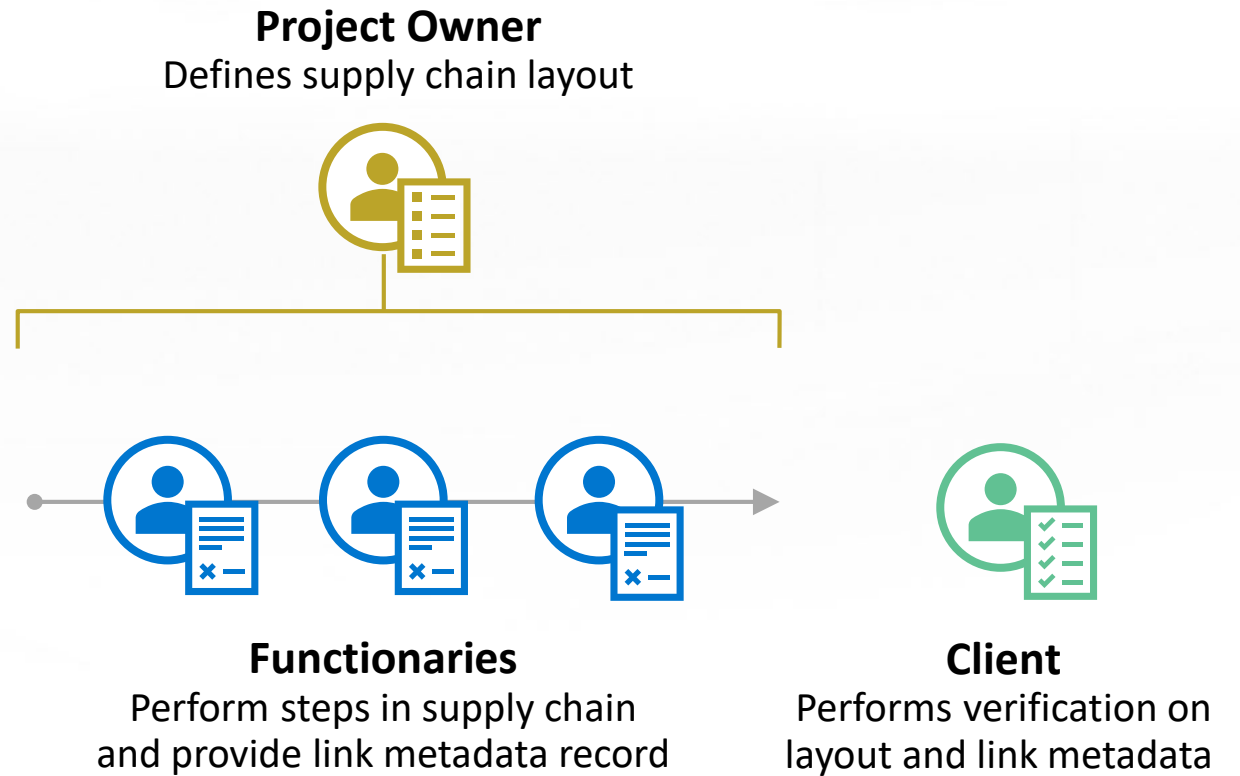 Project Owner
Defines supply chain layout
Functionaries
Perform steps in supply chain
and provide link metadata record
Client
Performs verification on
layout and link metadata